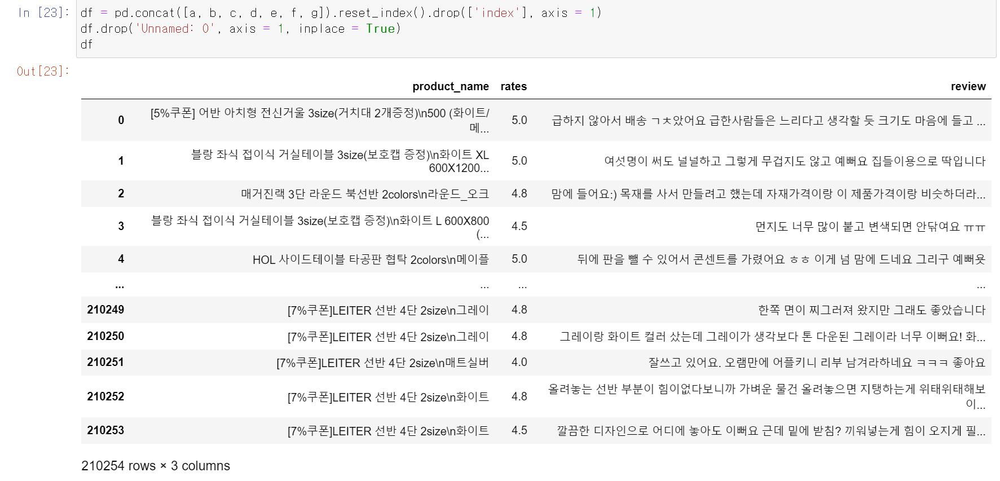 In [23]: df = pd.concat([a, b, c, d, e, f, g]).reset_index().drop(['index'], axis = 1)
df.drop('Unnamed: 0', axis = 1, inplace = True)
df
Out[23]:
product_name rates review
0 [5%쿠폰] 어반 아치형 전신거울 3size(거치대 2개증정)\n500 (화이트/메... 5.0 급하지 않아서 배송 ㄱㅊ았어요 급한사람들은 느리다고 생각할 듯 크기도 마음에 들고 ...
1 블랑 좌식 접이식 거실테이블 3size(보호캡 증정)\n화이트 XL 600X1200... 5.0 여섯명이 써도 널널하고 그렇게 무겁지도 않고 예뻐요 집들이용으로 딱입니다
2 매거진랙 3단 라운드 북선반 2colors\n라운드_오크 4.8 맘에 들어요:) 목재를 사서 만들려고 했는데 자재가격이랑 이 제품가격이랑 비슷하더라...
3 블랑 좌식 접이식 거실테이블 3size(보호캡 증정)\n화이트 L 600X800 (... 4.5 먼지도 너무 많이 붙고 변색되면 안닦여요 ㅠㅠ
4 HOL 사이드테이블 타공판 협탁 2colors\n메이플 5.0 뒤에 판을 뺄 수 있어서 콘센트를 가렸어요 ㅎㅎ 이게 넘 맘에 드네요 그리구 예뻐욧
... ... ... ...
210249 [7%쿠폰]LEITER 선반 4단 2size\n그레이 4.8 한쪽 면이 찌그러져 왔지만 그래도 좋았습니다
210250 [7%쿠폰]LEITER 선반 4단 2size\n그레이 4.8 그레이랑 화이트 컬러 샀는데 그레이가 생각보다 톤 다운된 그레이라 너무 이뻐요! 화...
210251 [7%쿠폰]LEITER 선반 4단 2size\n매트실버 4.0 잘쓰고 있어요. 오램만에 어플키니 리부 남겨라하네요 ㅋㅋㅋ 좋아요
210252 [7%쿠폰]LEITER 선반 4단 2size\n화이트 4.8 올려놓는 선반 부분이 힘이없다보니까 가벼운 물건 올려놓으면 지탱하는게 위태위태해보이...
210253 [7%쿠폰]LEITER 선반 4단 2size\n화이트 4.5 깔끔한 디자인으로 어디에 놓아도 이뻐요 근데 밑에 받침? 끼워넣는게 힘이 오지게 필...
210254 rows × 3 columns